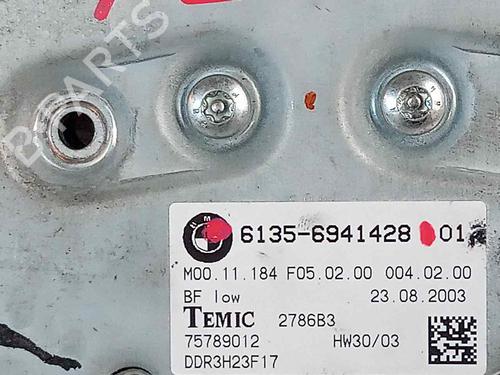 B-PARTS
6135-6941428 01
M00.11.184 F05.02.00 004.02.00
BF low 23.08.2003
TEMIC 2786B3
75789012 HW30/03
DDR3H23F17